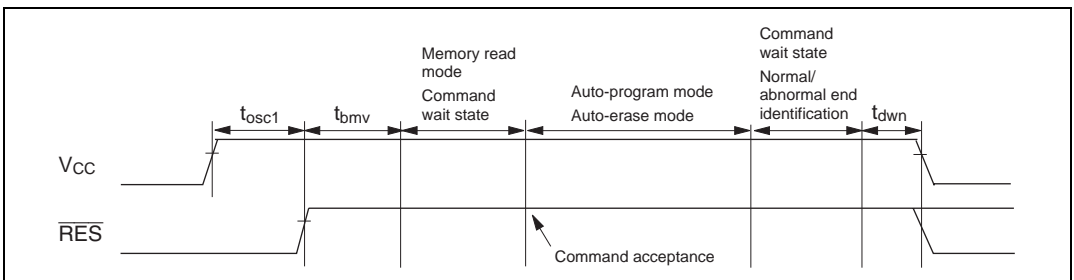 Memory read
mode
Command
wait state
Auto-program mode
Auto-erase mode
Command
wait state
Normal/
abnormal end
identification
tosc1
tbmv
tdwn
VCC
RES
Command acceptance